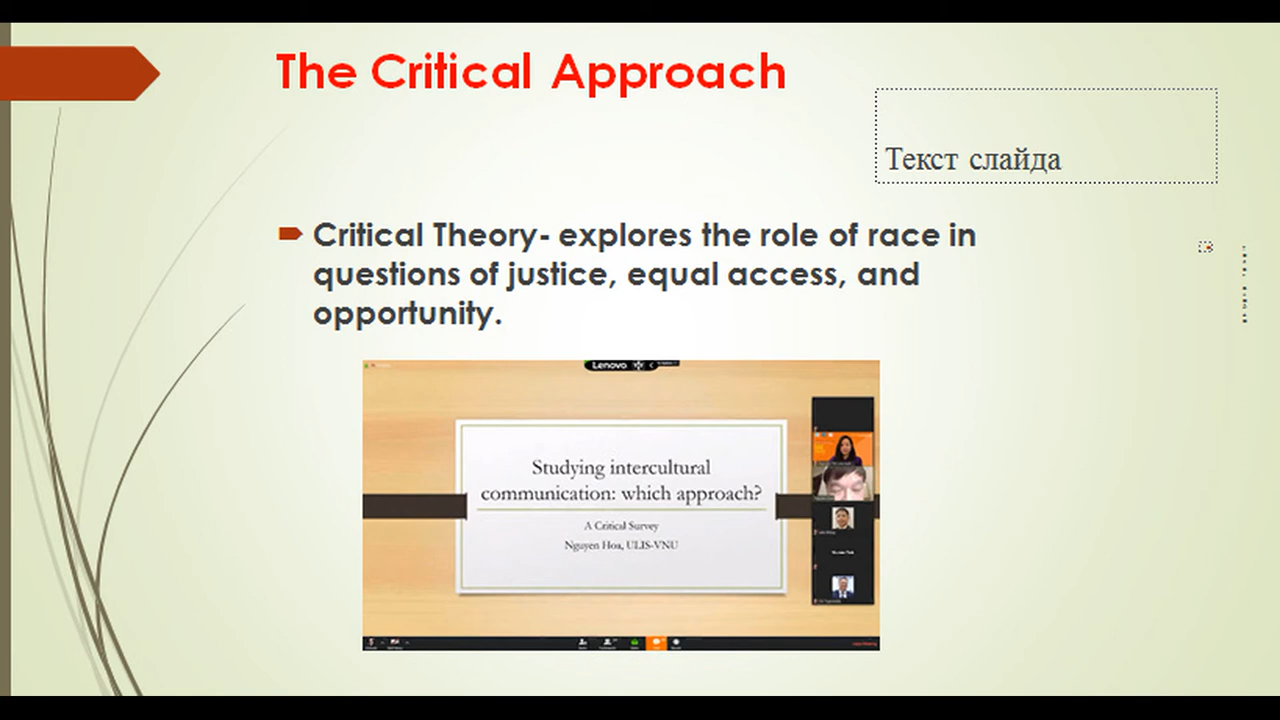 The Critical Approach
Текст слайда
Critical Theory- explores the role of race in
questions of justice, equal access, and
opportunity.
Lenovo
Studying intercultural
communication: which approach?
A Critical Survey
Nguyen Hoa, ULIS-VNU